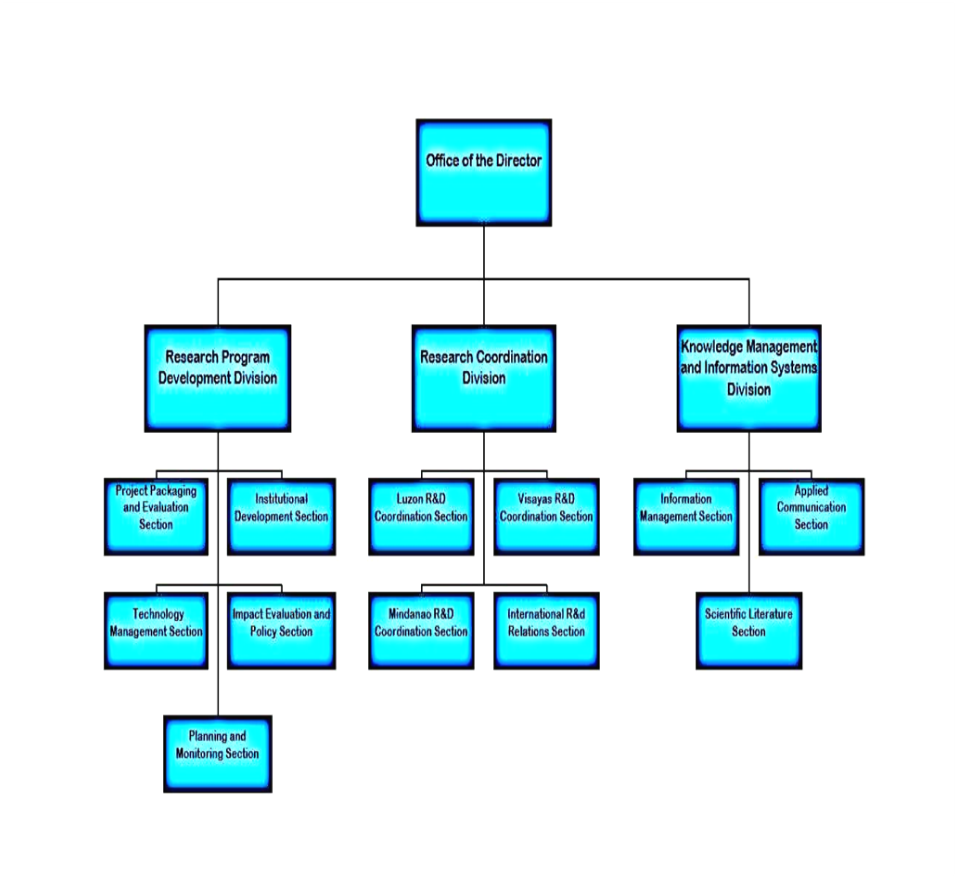 Office of the Director
Research Program
Development Division
Research Coordination
Division
Knowledge Management
and Information Systems
Division
Project Packaging
and Evaluation
Section
Institutional
Development Section
Luzon R&D
Coordination Section
Visayas R&D
Coordination Section
Information
Management Section
Applied
Communication
Section
Technology
Management Section
Impact Evaluation and
Policy Section
Mindanao R&D
Coordination Section
International R&d
Relations Section
Scientific Literature
Section
Planning and
Monitoring Section